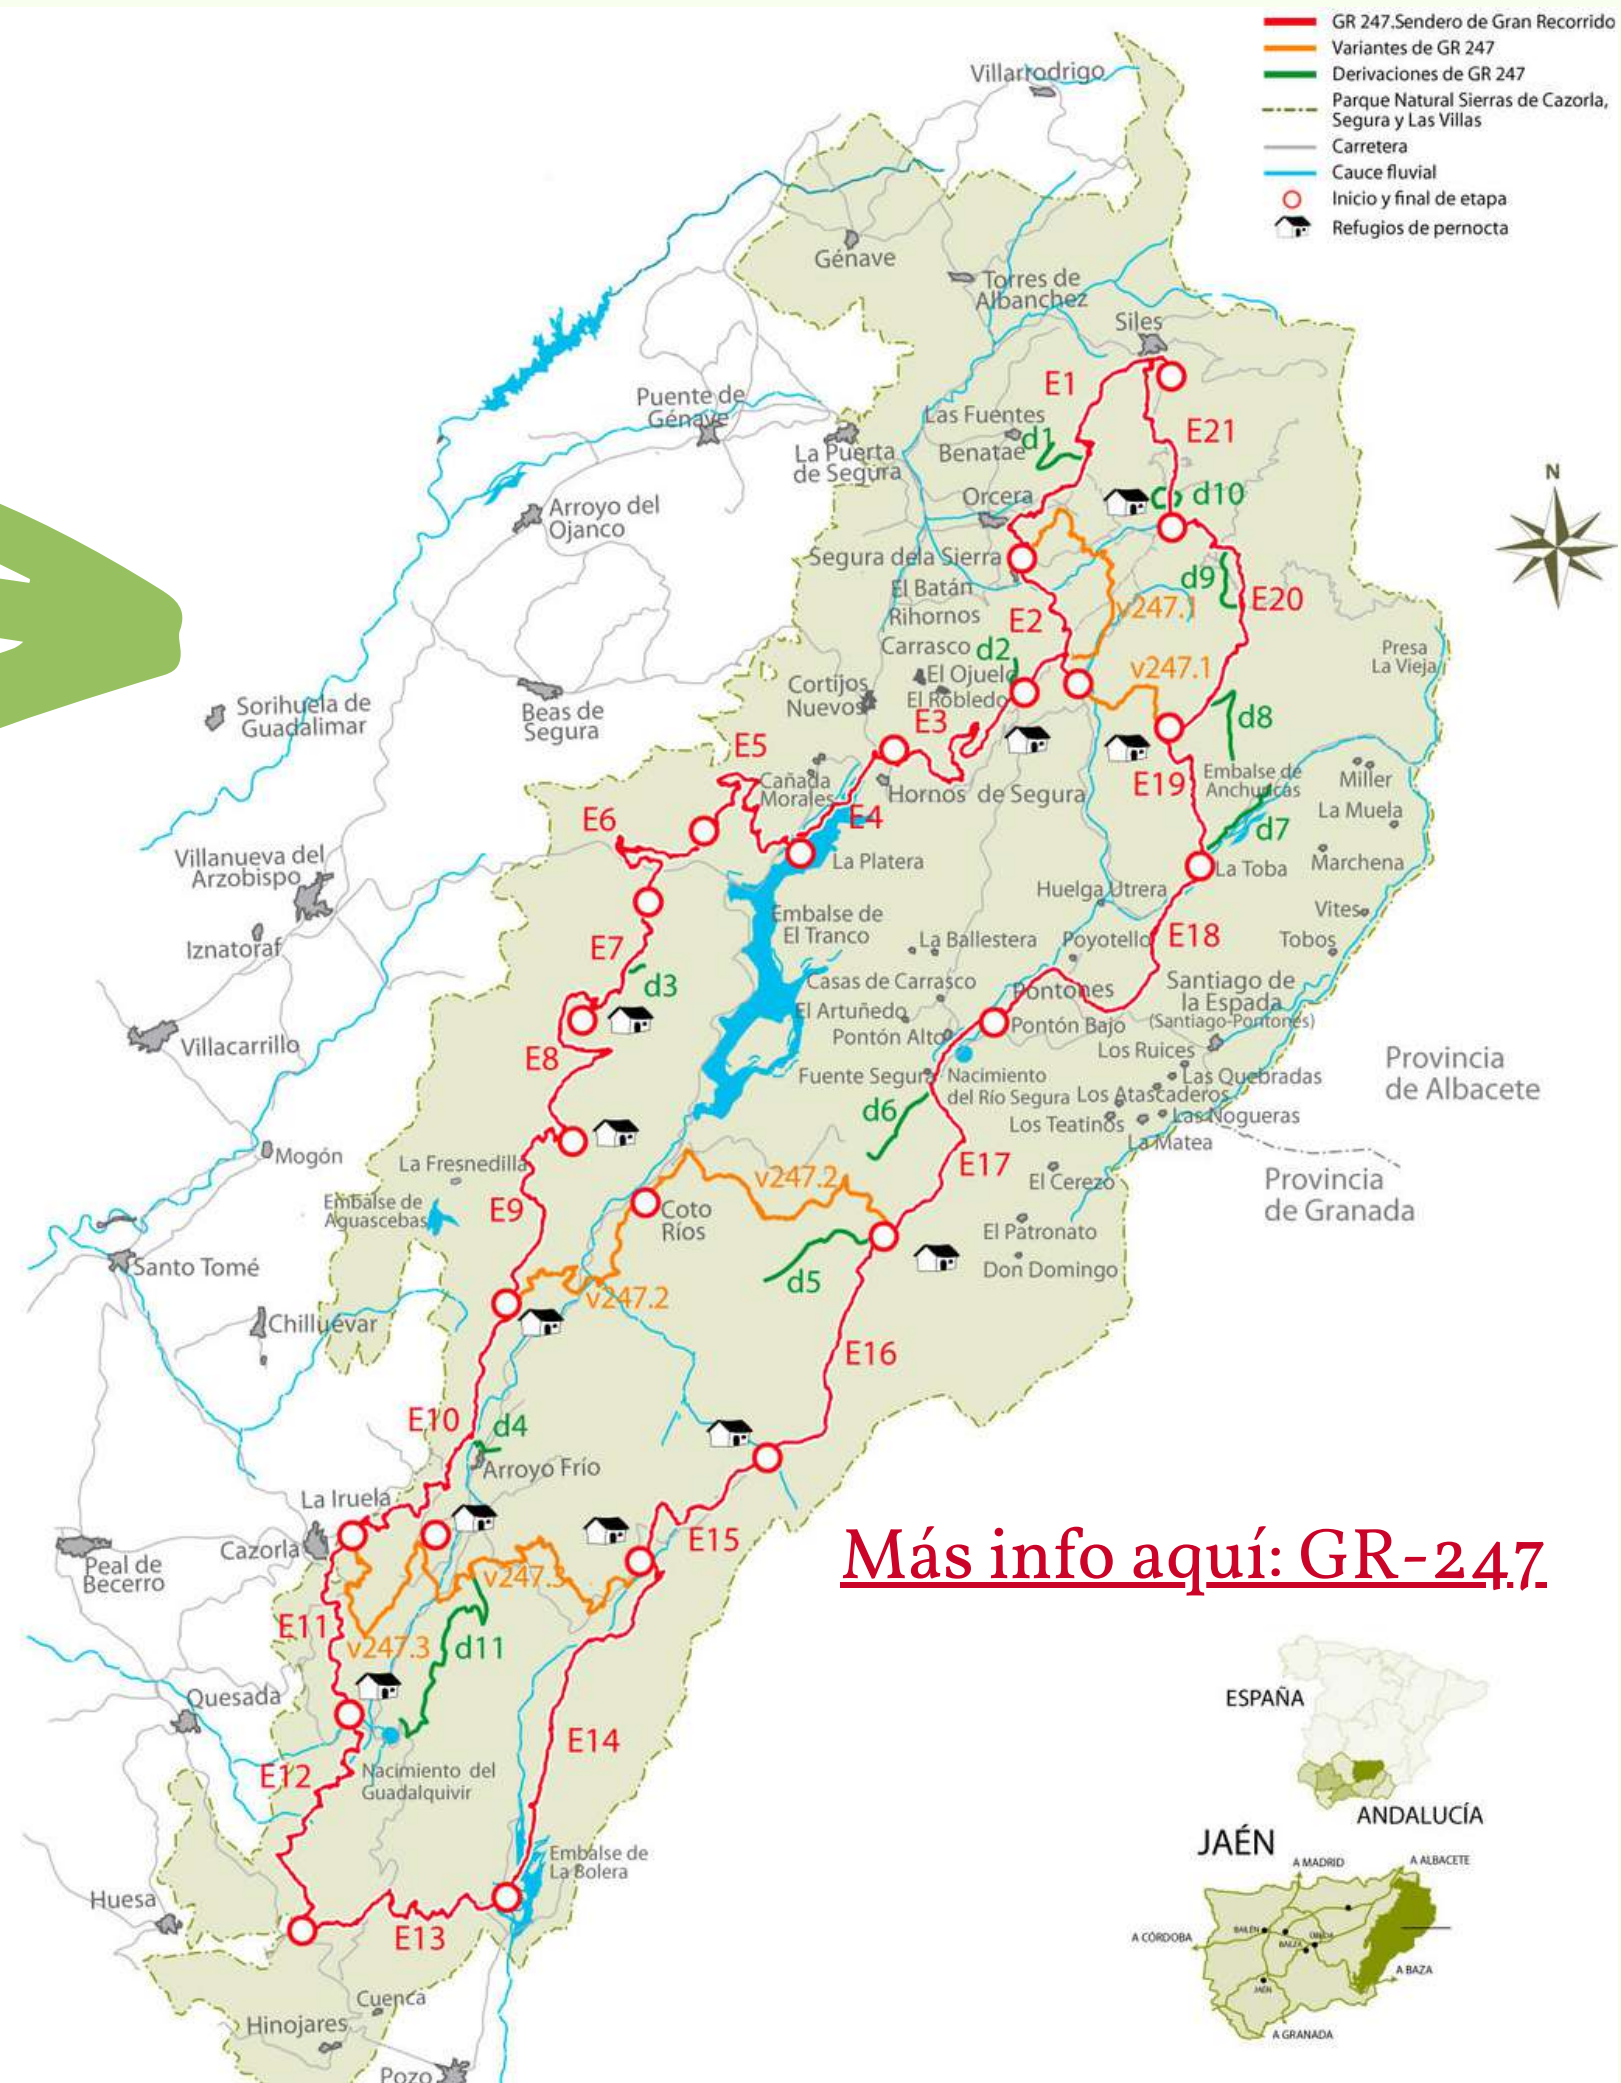 GR 247.Sendero de Gran Recorrido
Variantes de GR 247
Derivaciones de GR 247
Parque Natural Sierras de Cazorla,
Segura y Las Villas
Carretera
Cauce fluvial
Inicio y final de etapa
Refugios de pernocta
Villarrodrigo
Génave
Torres de
Albanchez
Siles
E1
Puente de
Génave
Las Fuentes
d1
E21
La Puerta
de Segura
Benatae
N
Arroyo del
Ojanco
Orcera
d10
Segura dela Sierra
El Batán
d9
E20
Rihornos
E2
v247.1
Carrasco
d2
Presa
La Vieja
El Ojuelo
v247.1
Cortijos
Nuevos
El Robledo
Sorihuela de
Guadalimar
Beas de
Segura
E3
d8
E5
Cañada
Morales
Hornos de Segura
E19
Embalse de
Anchuricas
Miller
E6
E4
La Muela
d7
Villanueva del
Arzobispo
La Platera
La Toba
Marchena
Huelga Utrera
Embalse de
El Tranco
Vites
Iznatoraf
E7
La Ballestera
Poyotello
E18
Tobos
d3
Casas de Carrasco
Pontones
Santiago de
la Espada
(Santiago-Pontones)
El Artuñedo
Pontón Bajo
Villacarrillo
Pontón Alto
Los Ruices
E8
Provincia
de Albacete
Fuente Segura
Nacimiento
del Río Segura
Las Quebradas
Los Atascaderos
d6
Los Teatinos
Las Nogueras
La Matea
Mogón
La Fresnedilla
E17
v247.2
El Cerezo
Provincia
de Granada
Embalse de
Aguascebas
E9
Coto
Ríos
El Patronato
Santo Tomé
d5
Don Domingo
v247.2
Chilluévar
E16
E10
d4
Arroyo Frío
La Iruela
Cazorla
E15
Más info aquí: GR-247
Peal de
Becerro
v247.3
E11
v247.3
d11
Quesada
ESPAÑA
E14
E12
Nacimiento del
Guadalquivir
ANDALUCÍA
JAÉN
Embalse de
La Bolera
A MADRID
A ALBACETE
Huesa
E13
BAILÉN
A CÓRDOBA
BAEZA
A BAZA
JAÉN
Cuenca
Hinojares
A GRANADA
Pozo